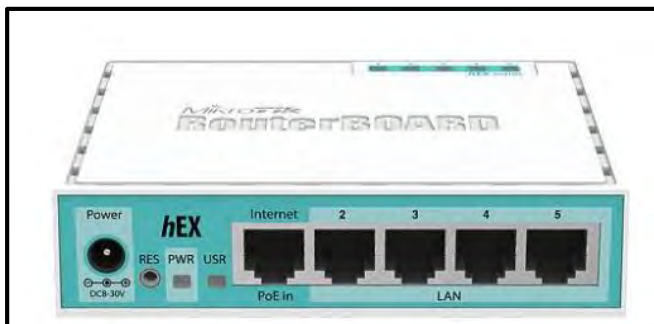 MikroTik
RouterBOARD
Power
hEX
Internet
2
3
4
5
RES
PWR
USR
DC8-30V
PoE in
LAN